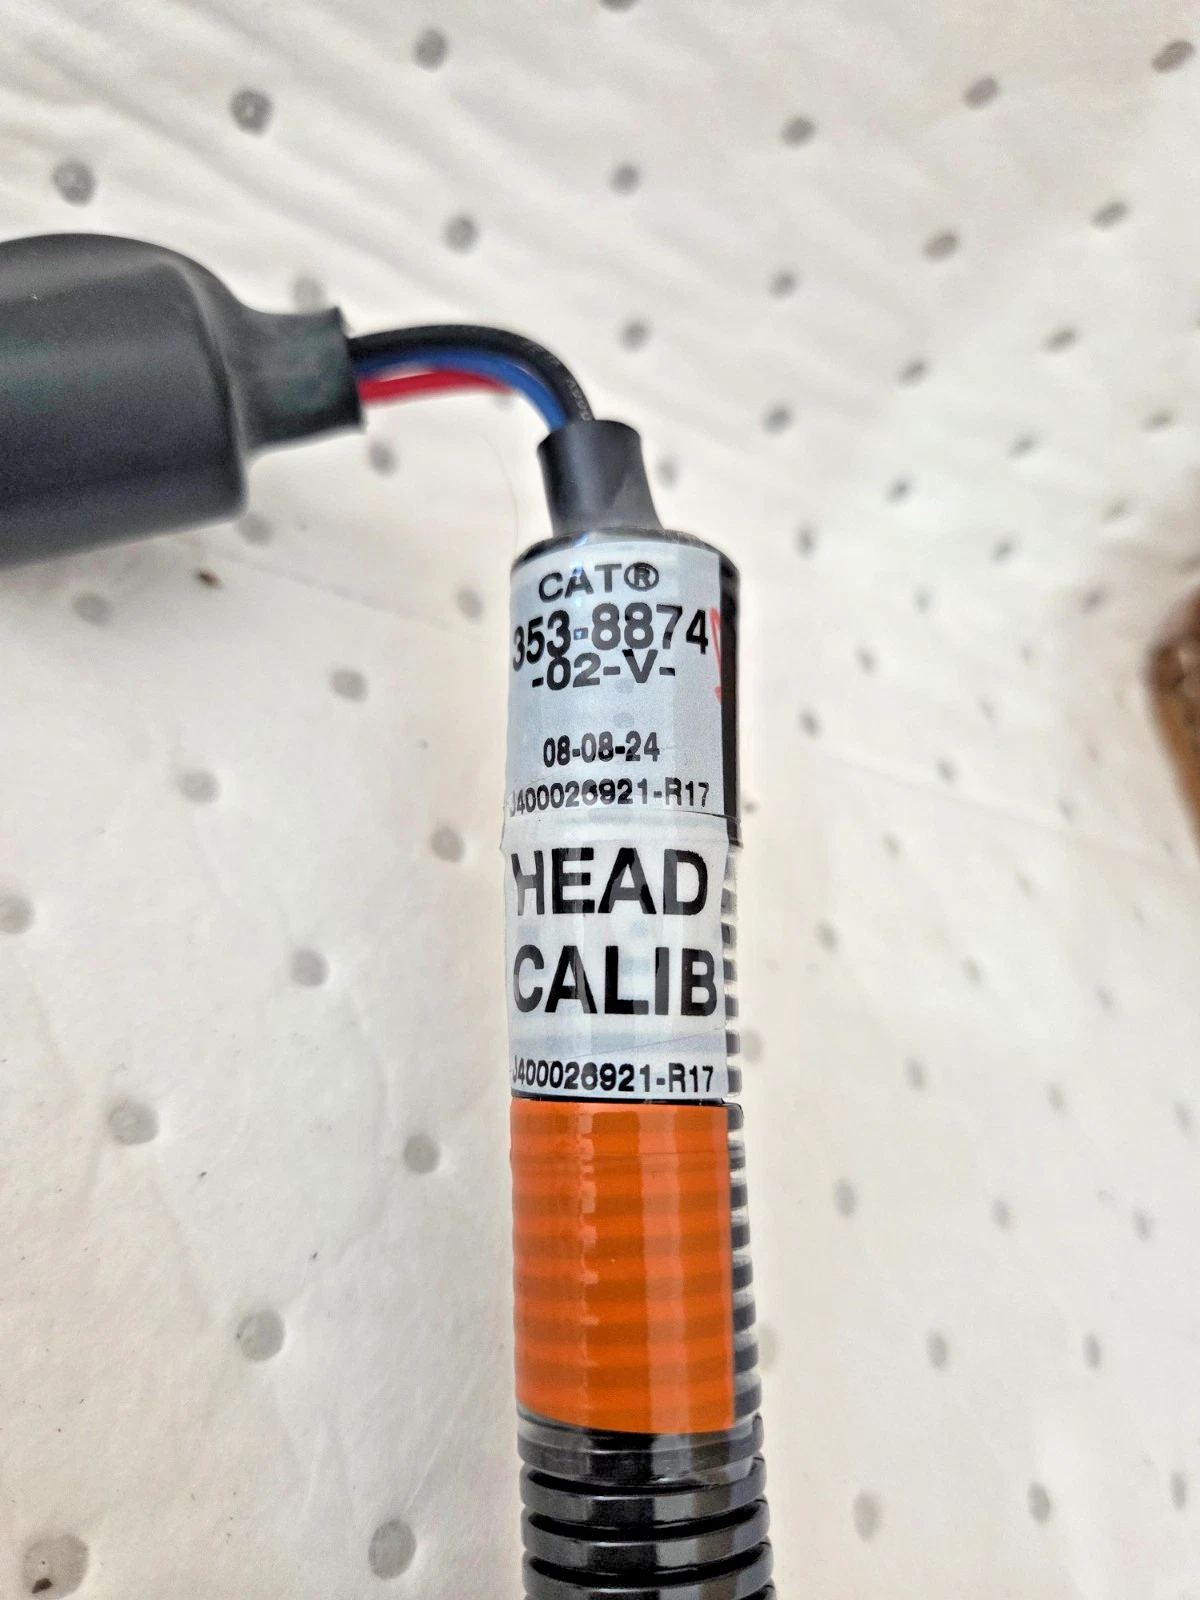 CAT®
353-8874
-02-V-
08-08-24
J400026921-R17
HEAD
CALIB
J400026921-R17